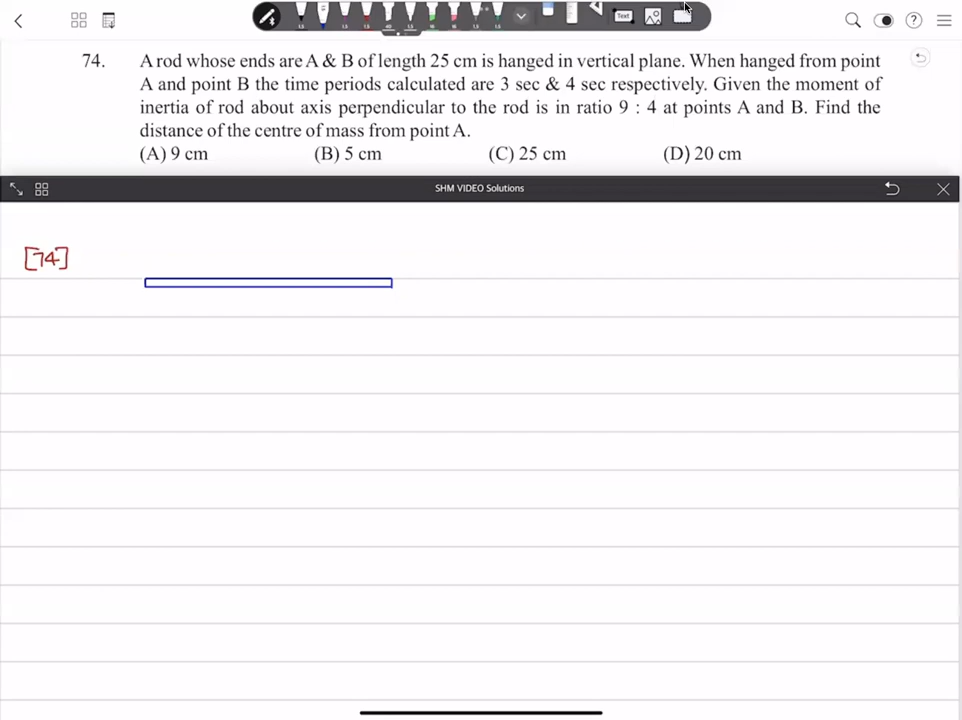 Text
74. A rod whose ends are A & B of length 25 cm is hanged in vertical plane. When hanged from point
A and point B the time periods calculated are 3 sec & 4 sec respectively. Given the moment of
inertia of rod about axis perpendicular to the rod is in ratio 9 : 4 at points A and B. Find the
distance of the centre of mass from point A.
(A) 9 cm (B) 5 cm (C) 25 cm (D) 20 cm
SHM VIDEO Solutions
[74]